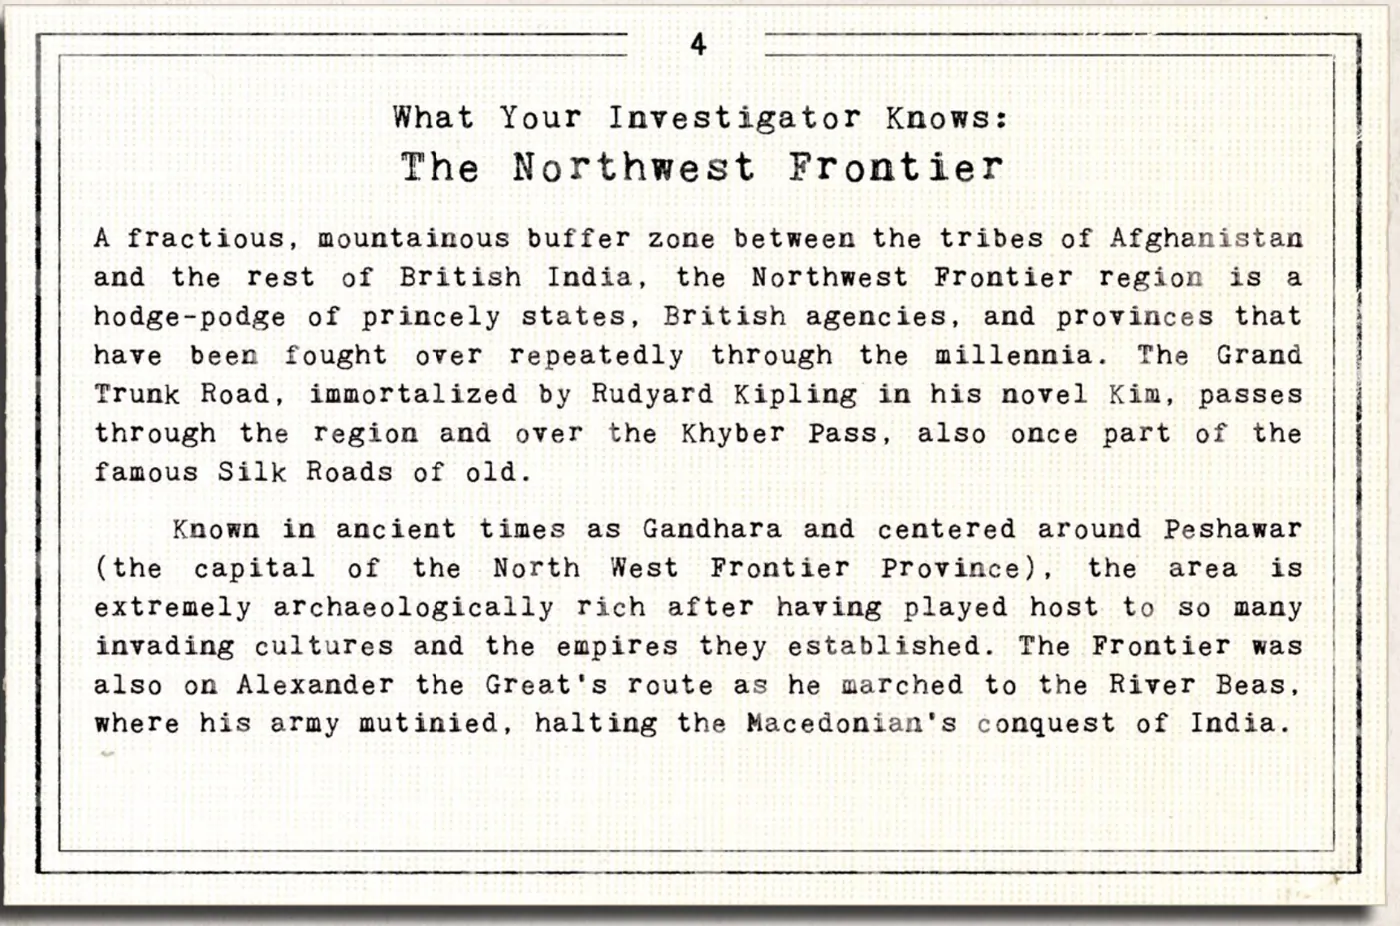 4
What Your Investigator Knows:
The Northwest Frontier
A fractious, mountainous buffer zone between the tribes of Afghanistan
and the rest of British India, the Northwest Frontier region is a
hodge-podge of princely states, British agencies, and provinces that
have been fought over repeatedly through the millennia. The Grand
Trunk Road, immortalized by Rudyard Kipling in his novel Kim, passes
through the region and over the Khyber Pass, also once part of the
famous Silk Roads of old.
Known in ancient times as Gandhara and centered around Peshawar
(the capital of the North West Frontier Province), the area is
extremely archaeologically rich after having played host to so many
invading cultures and the empires they established. The Frontier was
also on Alexander the Great's route as he marched to the River Beas,
where his army mutinied, halting the Macedonian's conquest of India.